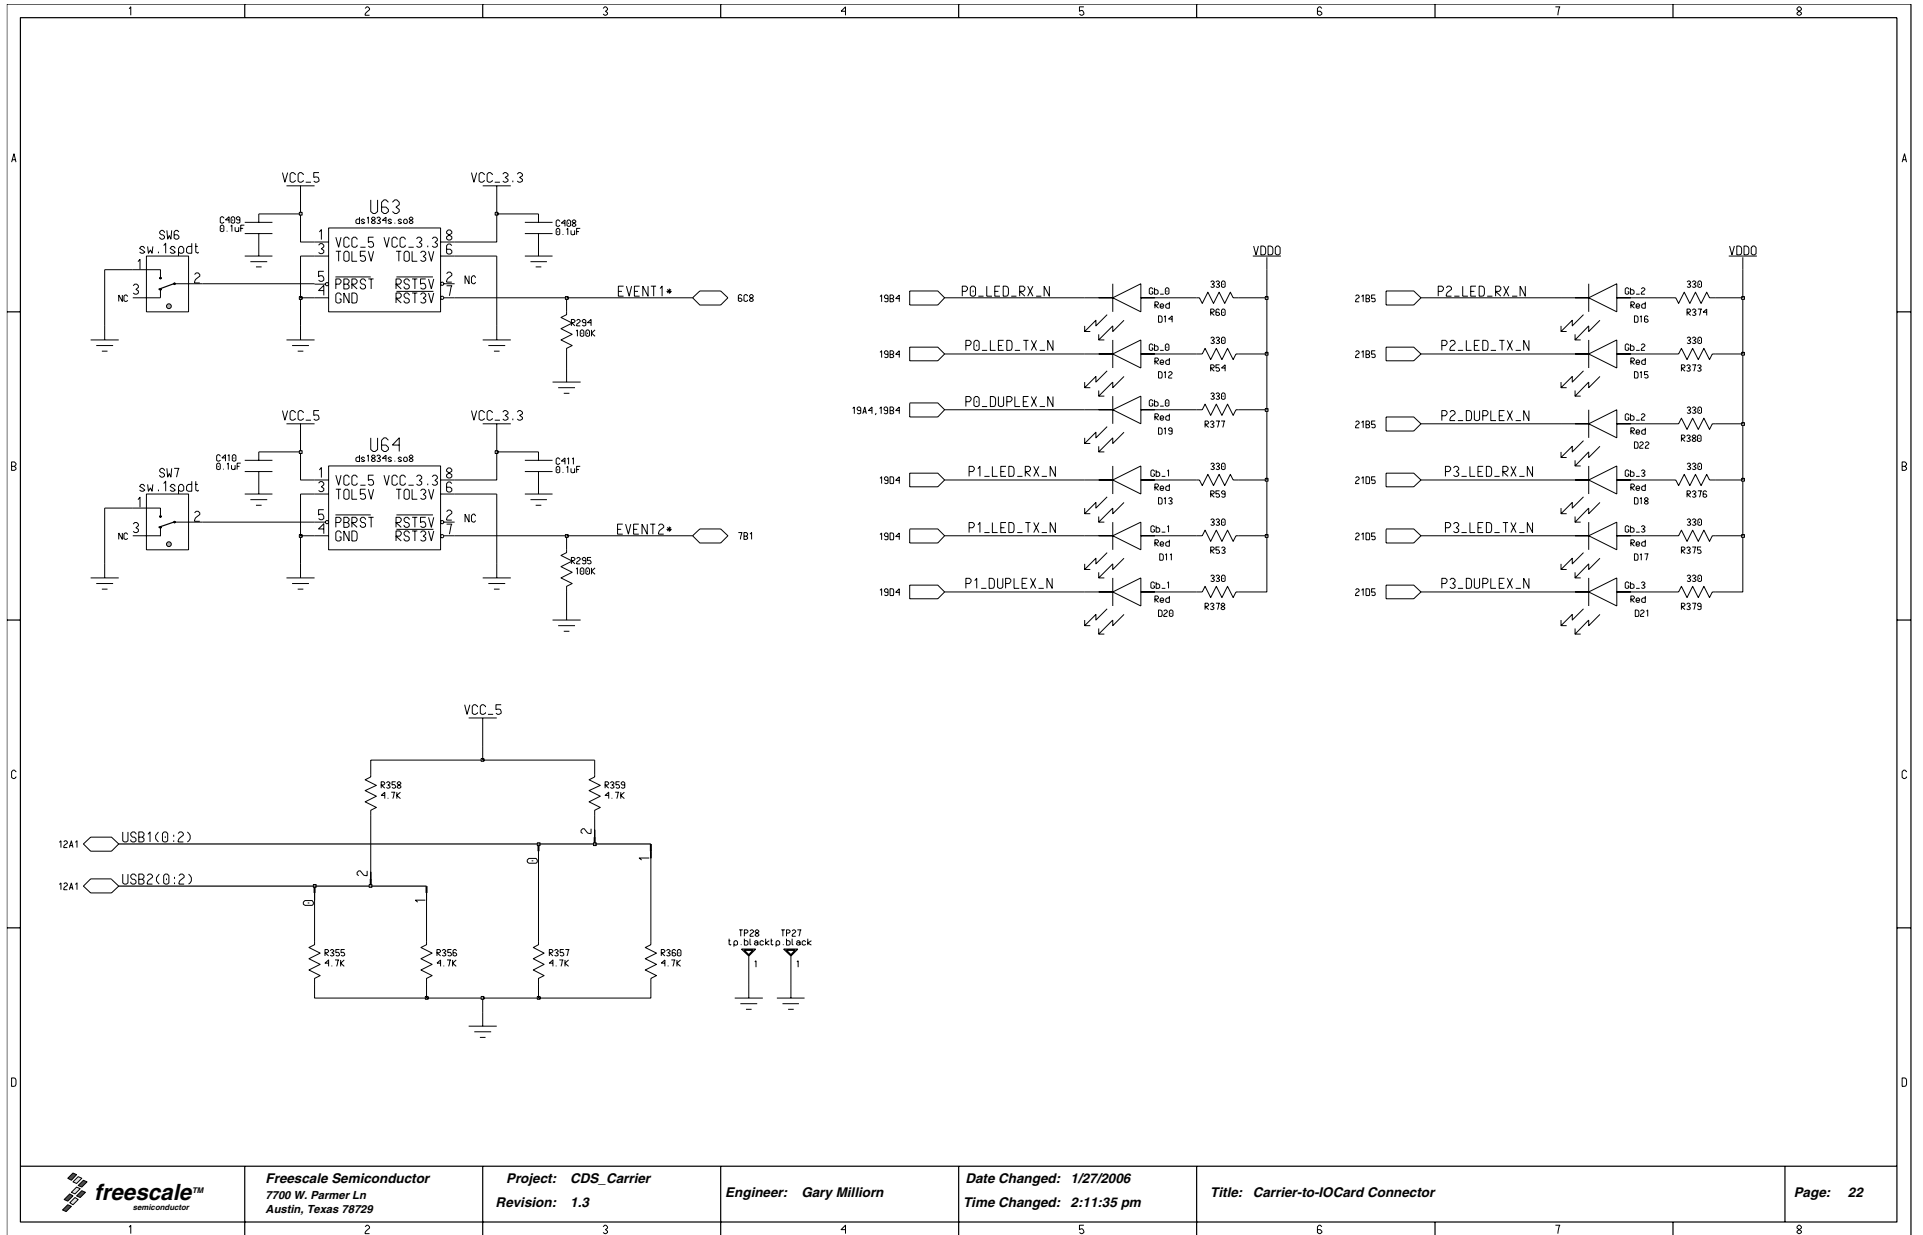 1 2 3 4 5 6 7 8
A A
B B
C C
D D
VCC_5
VCC_3.3
U63
ds1834s.so8
C409
0.1uF
C408
0.1uF
SW6
sw.1spdt
1
2
NC 3
1 VCC_5 VCC_3.3 8
3 TOL5V TOL3V 6
5 PBRST RST5V 2 NC
4 GND RST3V 7
EVENT1* 6C8
R294
100K
VCC_5
VCC_3.3
U64
ds1834s.so8
C410
0.1uF
C411
0.1uF
SW7
sw.1spdt
1
2
NC 3
1 VCC_5 VCC_3.3 8
3 TOL5V TOL3V 6
5 PBRST RST5V 2 NC
4 GND RST3V 7
EVENT2* 7B1
R295
100K
VDDO
19B4 P0_LED_RX_N Gb_0 Red D14 330 R60
19B4 P0_LED_TX_N Gb_0 Red D12 330 R54
19A4,19B4 P0_DUPLEX_N Gb_0 Red D19 330 R377
19D4 P1_LED_RX_N Gb_1 Red D13 330 R59
19D4 P1_LED_TX_N Gb_1 Red D11 330 R53
19D4 P1_DUPLEX_N Gb_1 Red D20 330 R378
VDDO
21B5 P2_LED_RX_N Gb_2 Red D16 330 R374
21B5 P2_LED_TX_N Gb_2 Red D15 330 R373
21B5 P2_DUPLEX_N Gb_2 Red D22 330 R380
21D5 P3_LED_RX_N Gb_3 Red D18 330 R376
21D5 P3_LED_TX_N Gb_3 Red D17 330 R375
21D5 P3_DUPLEX_N Gb_3 Red D21 330 R379
VCC_5
R358
4.7K
R359
4.7K
12A1 USB1(0:2)
2
0
1
12A1 USB2(0:2)
2
0
1
R355
4.7K
R356
4.7K
R357
4.7K
R360
4.7K
TP28
tp.black
1
TP27
tp.black
1
freescale™
semiconductor
Freescale Semiconductor
7700 W. Parmer Ln
Austin, Texas 78729
Project: CDS_Carrier
Revision: 1.3
Engineer: Gary Milliorn
Date Changed: 1/27/2006
Time Changed: 2:11:35 pm
Title: Carrier-to-IOCard Connector
Page: 22
1 2 3 4 5 6 7 8